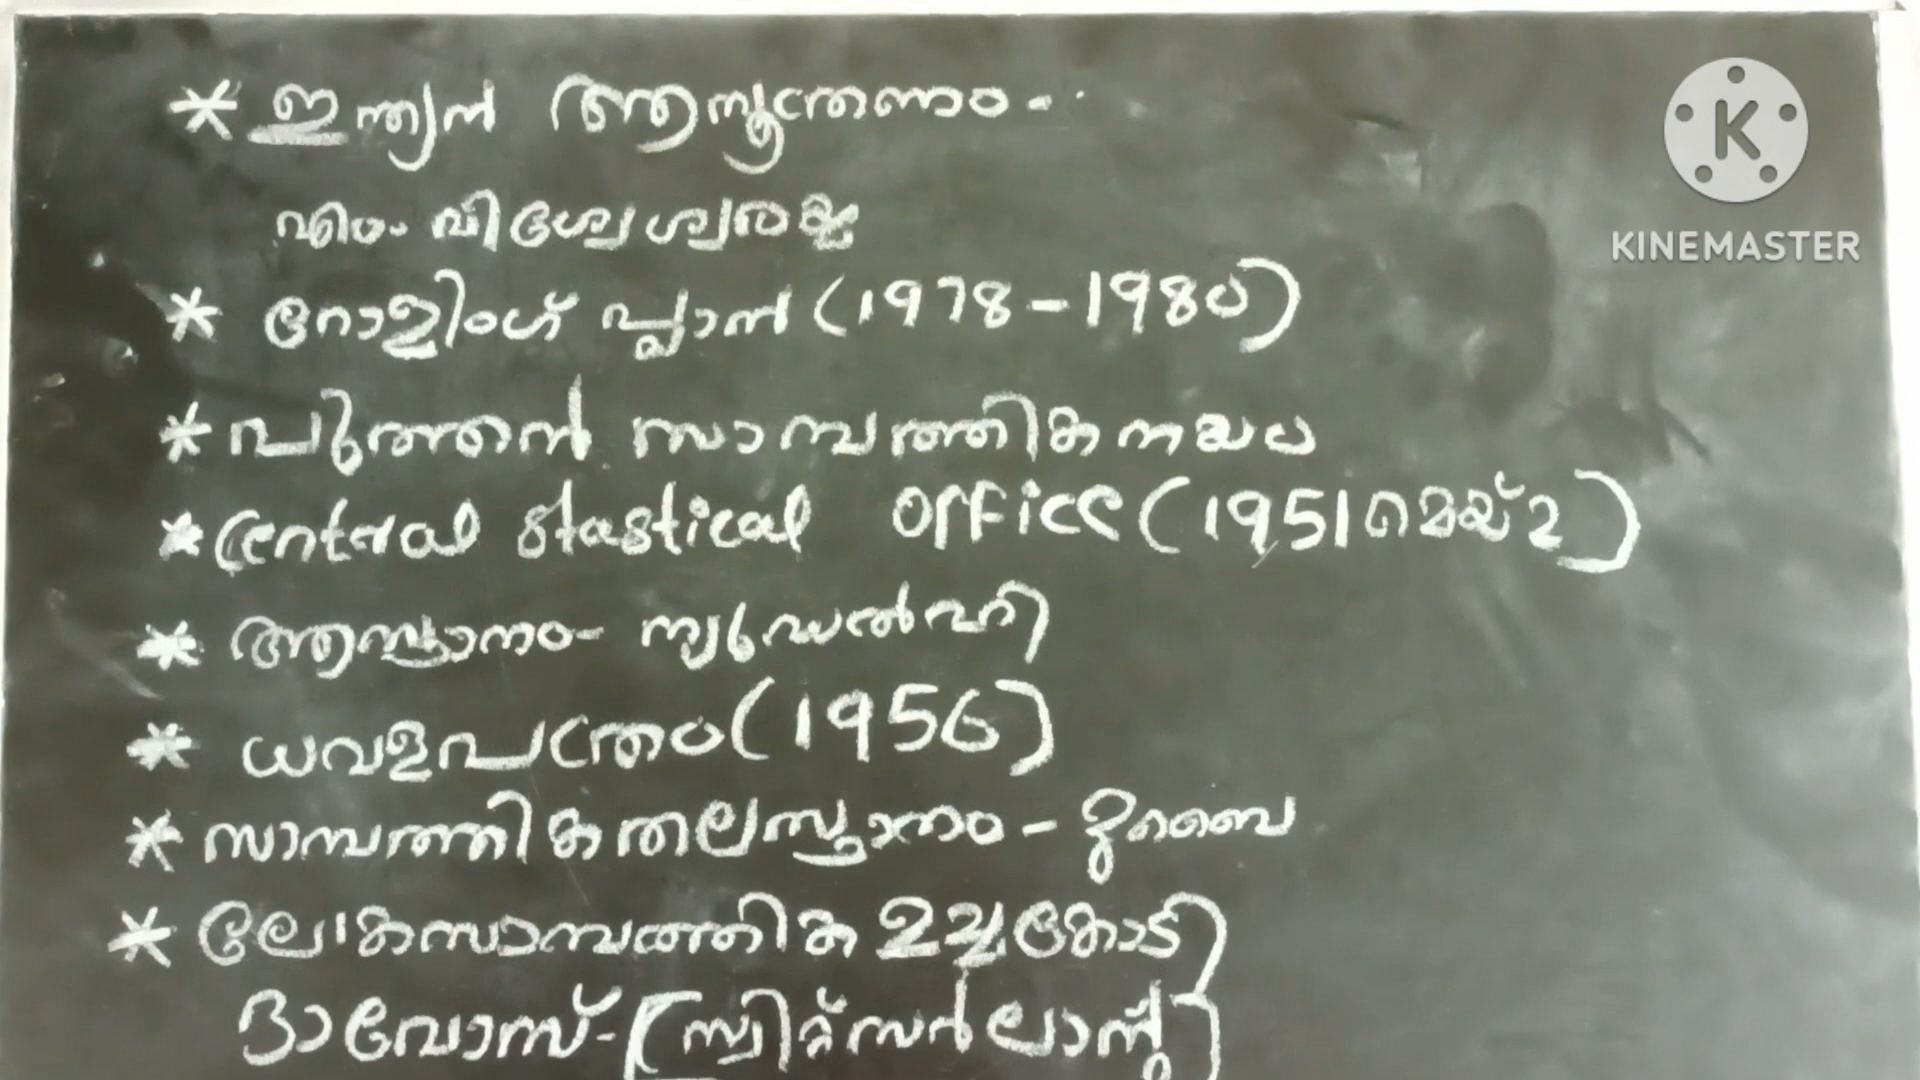 * ഇന്ത്യൻ ആസൂത്രണം -
എം. വിശ്വേശ്വരയ്യ
* റോളിംഗ് പ്ലാൻ (1978-1980)
* പുത്തൻ സാമ്പത്തിക നയം
* Central stastical office (1951 മെയ് 2)
* ആസ്ഥാനം - ന്യുഡൽഹി
* ധവളപത്രം (1956)
* സാമ്പത്തിക തലസ്ഥാനം - മുബൈ
* ലോകസാമ്പത്തിക ഉച്ചകോടി
ദാവോസ് - (സ്വിറ്റ്സർലാന്റ്)
K
KINEMASTER